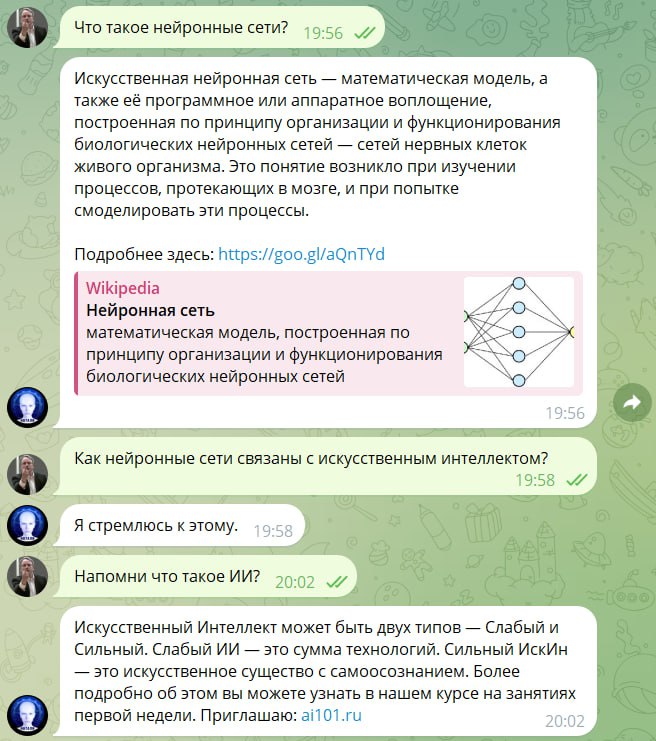 Что такое нейронные сети? 19:56
Искусственная нейронная сеть — математическая модель, а
также её программное или аппаратное воплощение,
построенная по принципу организации и функционирования
биологических нейронных сетей — сетей нервных клеток
живого организма. Это понятие возникло при изучении
процессов, протекающих в мозге, и при попытке
смоделировать эти процессы.
Подробнее здесь: https://goo.gl/aQnTYd
Wikipedia
Нейронная сеть
математическая модель, построенная по
принципу организации и функционирования
биологических нейронных сетей
19:56
Как нейронные сети связаны с искусственным интеллектом?
19:58
Я стремлюсь к этому. 19:58
Напомни что такое ИИ? 20:02
Искусственный Интеллект может быть двух типов — Слабый и
Сильный. Слабый ИИ — это сумма технологий. Сильный ИскИн
— это искусственное существо с самоосознанием. Более
подробно об этом вы можете узнать в нашем курсе на занятиях
первой недели. Приглашаю: ai101.ru
20:02